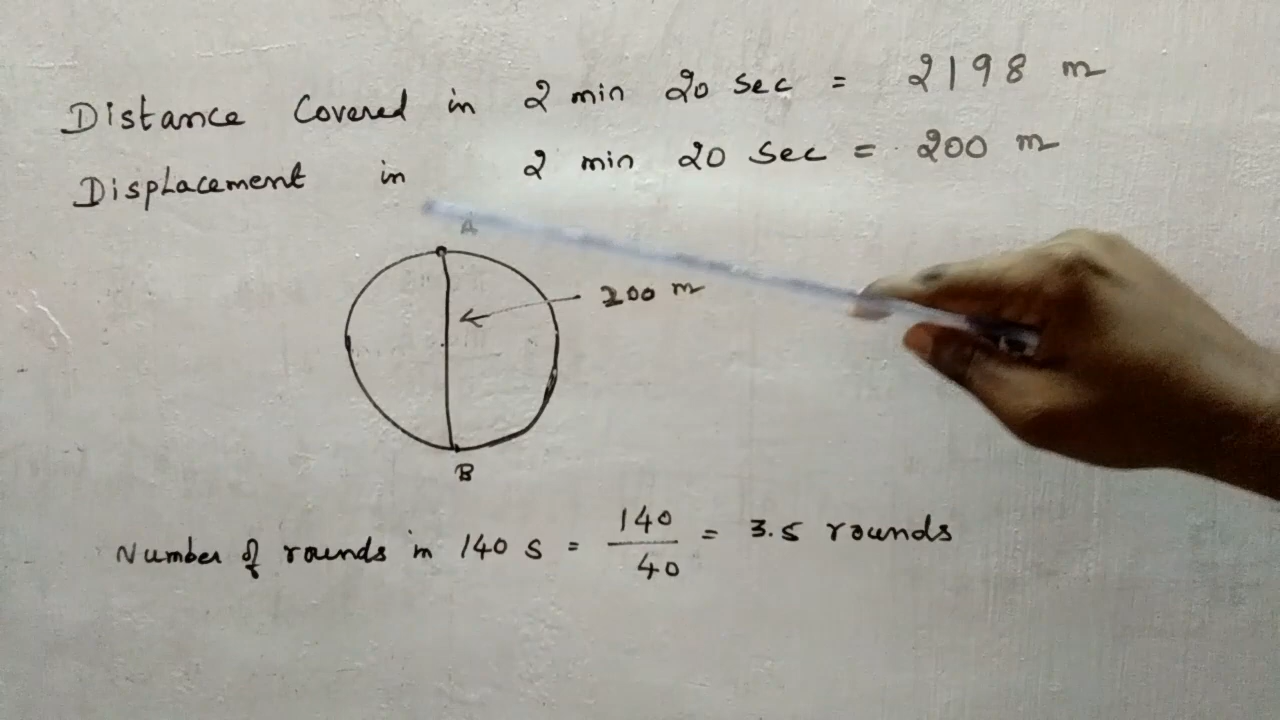 Distance Covered in 2 min 20 sec = 2198 m
Displacement in 2 min 20 sec = 200 m
A
200 m
B
Number of rounds in 140 s = 140/40 = 3.5 rounds